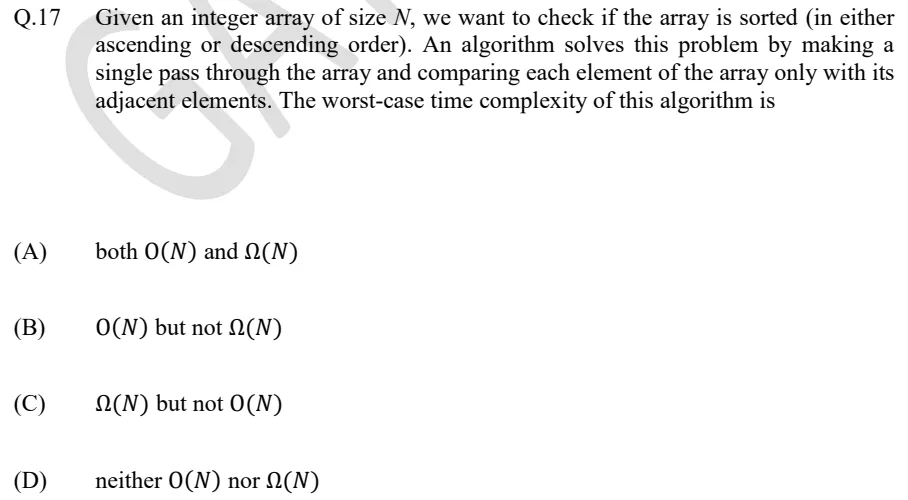 Q.17 Given an integer array of size N, we want to check if the array is sorted (in either
ascending or descending order). An algorithm solves this problem by making a
single pass through the array and comparing each element of the array only with its
adjacent elements. The worst-case time complexity of this algorithm is
(A) both O(N) and Ω(N)
(B) O(N) but not Ω(N)
(C) Ω(N) but not O(N)
(D) neither O(N) nor Ω(N)